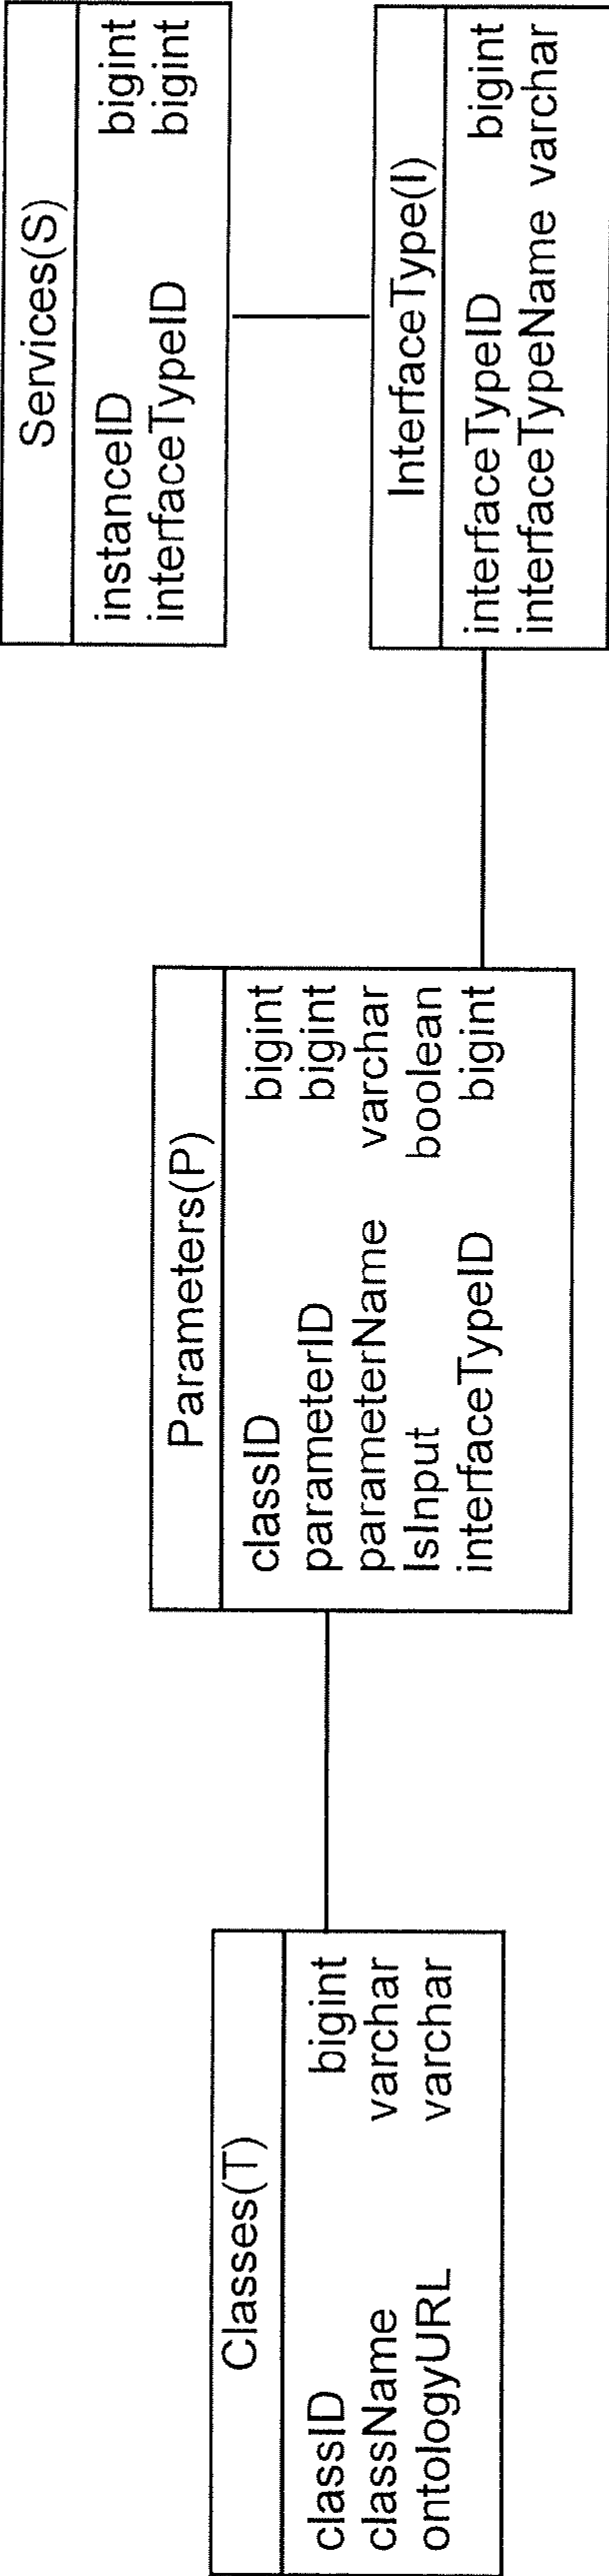 Classes(T)
classID bigint
className varchar
ontologyURL varchar
Parameters(P)
classID bigint
parameterID bigint
parameterName varchar
IsInput boolean
interfaceTypeID bigint
Services(S)
instanceID bigint
interfaceTypeID bigint
InterfaceType(I)
interfaceTypeID bigint
interfaceTypeName varchar